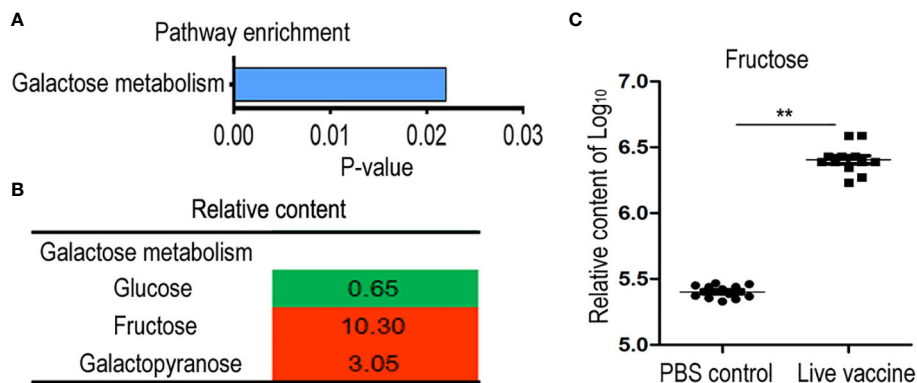 A
Pathway enrichment
Galactose metabolism
0.00 0.01 0.02 0.03
P-value
B
Relative content
Galactose metabolism
Glucose 0.65
Fructose 10.30
Galactopyranose 3.05
C
Fructose
**
Relative content of Log10
7.0
6.5
6.0
5.5
5.0
PBS control Live vaccine